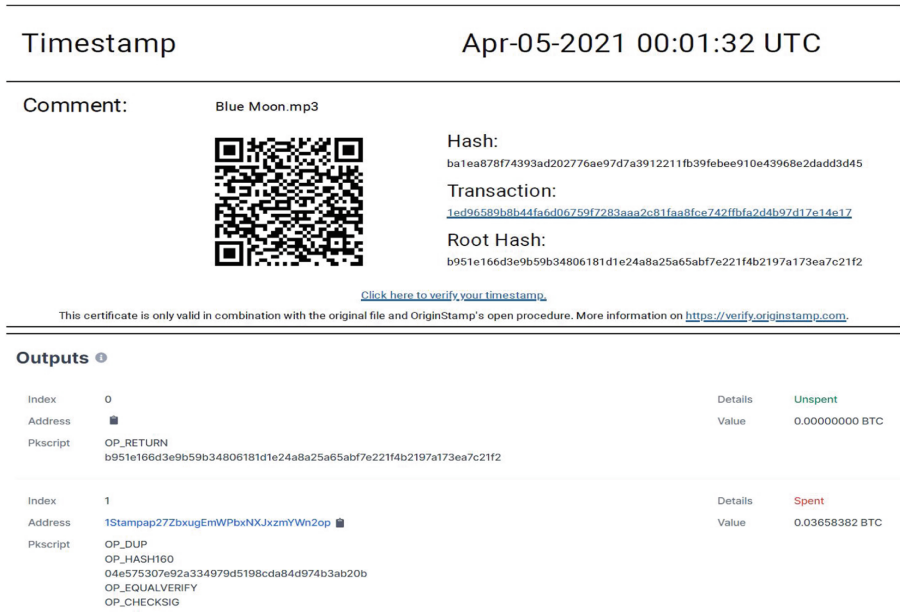 Timestamp Apr-05-2021 00:01:32 UTC
Comment: Blue Moon.mp3
Hash:
ba1ea878f74393ad202776ae97d7a3912211fb39febee910e43968e2dadd3d45
Transaction:
1ed96589b8b44fa6d06759f7283aaa2c81faa8fce742ffbfa2d4b97d17e14e17
Root Hash:
b951e166d3e9b59b34806181d1e24a8a25a65abf7e221f4b2197a173ea7c21f2
Click here to verify your timestamp.
This certificate is only valid in combination with the original file and OriginStamp's open procedure. More information on https://verify.originstamp.com.
Outputs
Index 0 Details Unspent
Address Value 0.00000000 BTC
Pkscript OP_RETURN
b951e166d3e9b59b34806181d1e24a8a25a65abf7e221f4b2197a173ea7c21f2
Index 1 Details Spent
Address 1Stampap27ZbxugEmWPbxNXJxzmYWn2op Value 0.03658382 BTC
Pkscript OP_DUP
OP_HASH160
04e575307e92a334979d5198cda84d974b3ab20b
OP_EQUALVERIFY
OP_CHECKSIG